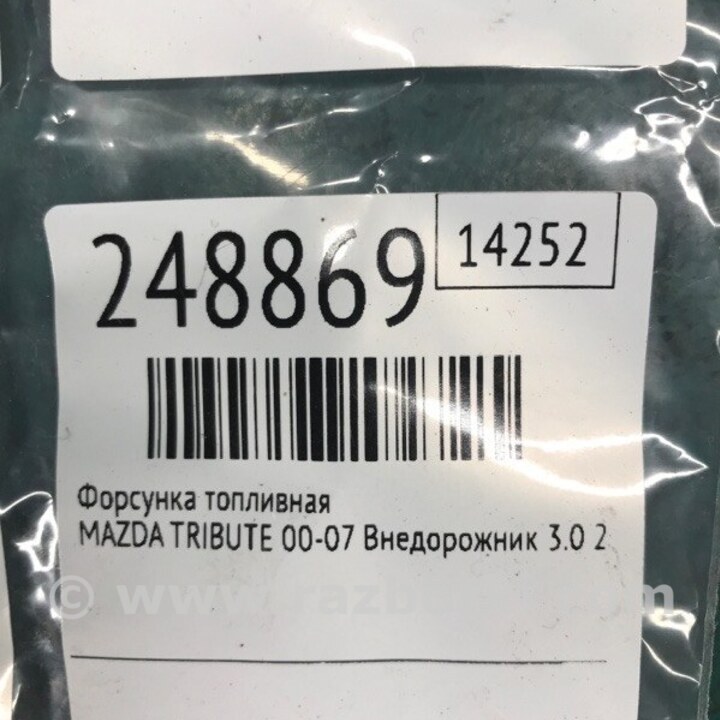 248869
14252
Форсунка топливная
MAZDA TRIBUTE 00-07 Внедорожник 3.0 2